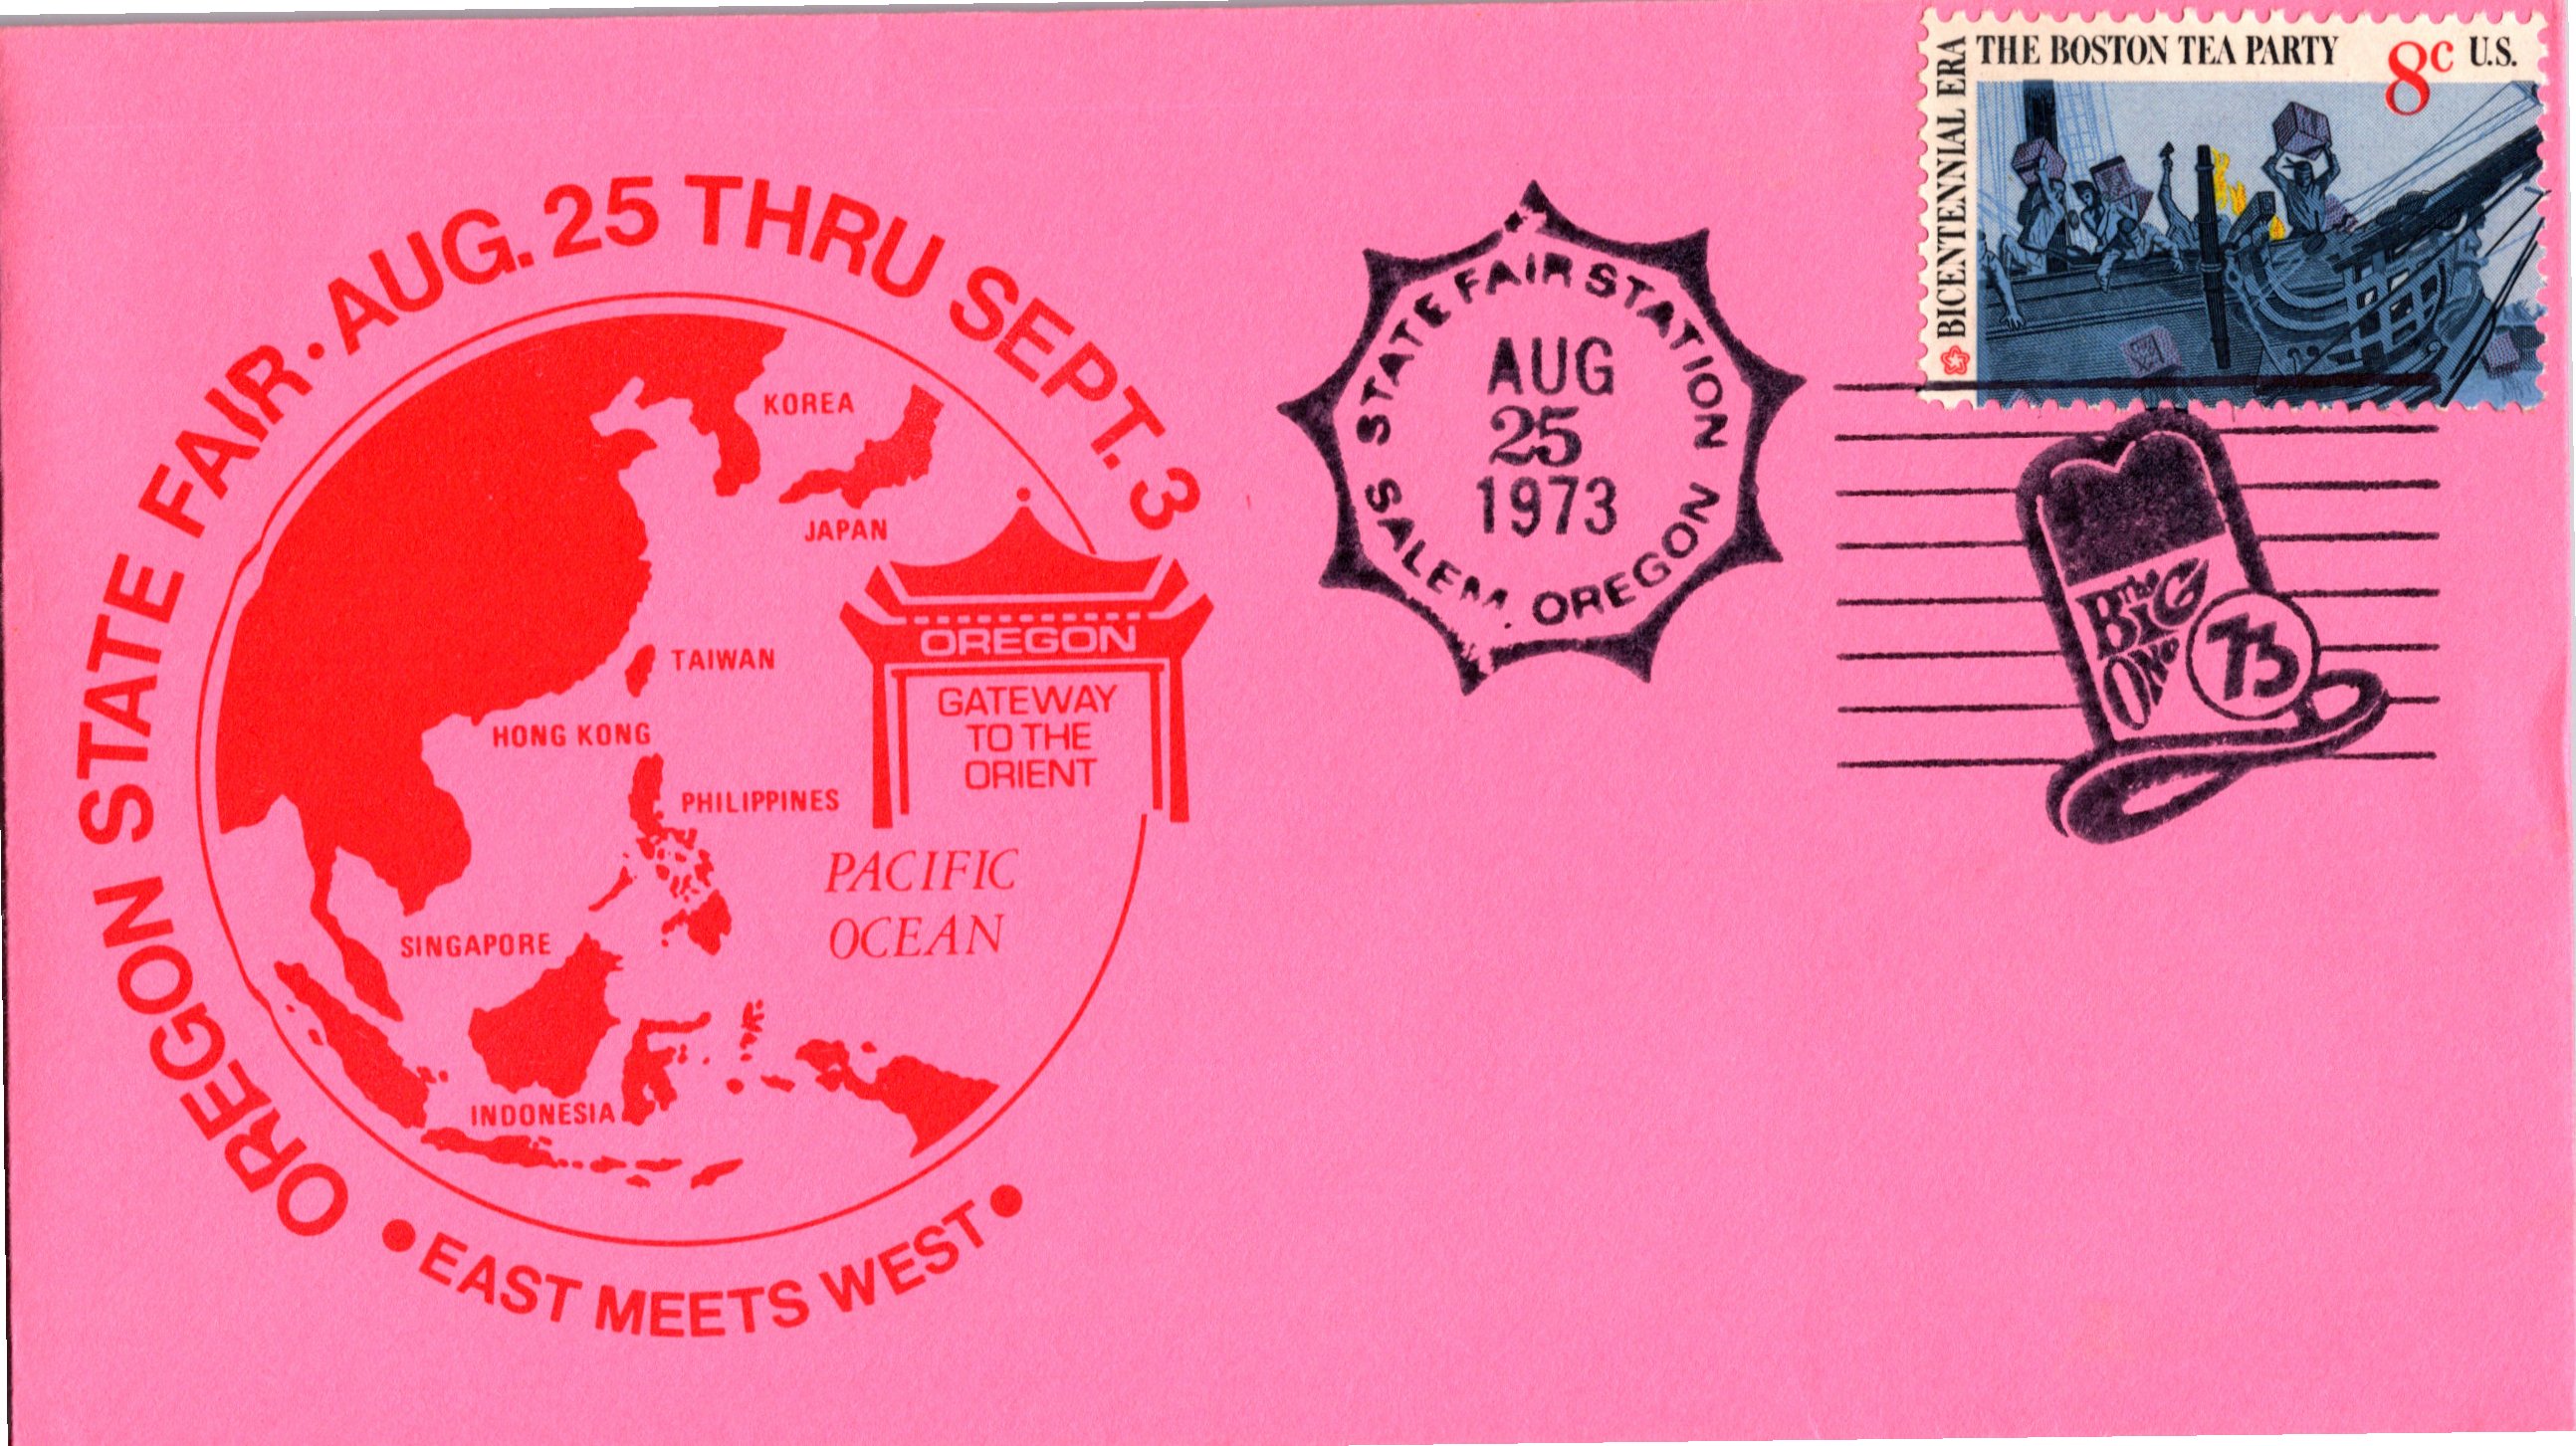 OREGON STATE FAIR • AUG. 25 THRU SEPT. 3
KOREA
JAPAN
TAIWAN
HONG KONG
PHILIPPINES
SINGAPORE
INDONESIA
PACIFIC
OCEAN
OREGON
GATEWAY
TO THE
ORIENT
• EAST MEETS WEST •
STATE FAIR STATION
AUG
25
1973
SALEM, OREGON
BICENTENNIAL ERA
THE BOSTON TEA PARTY
8c U.S.
The
BIG
ONe
73